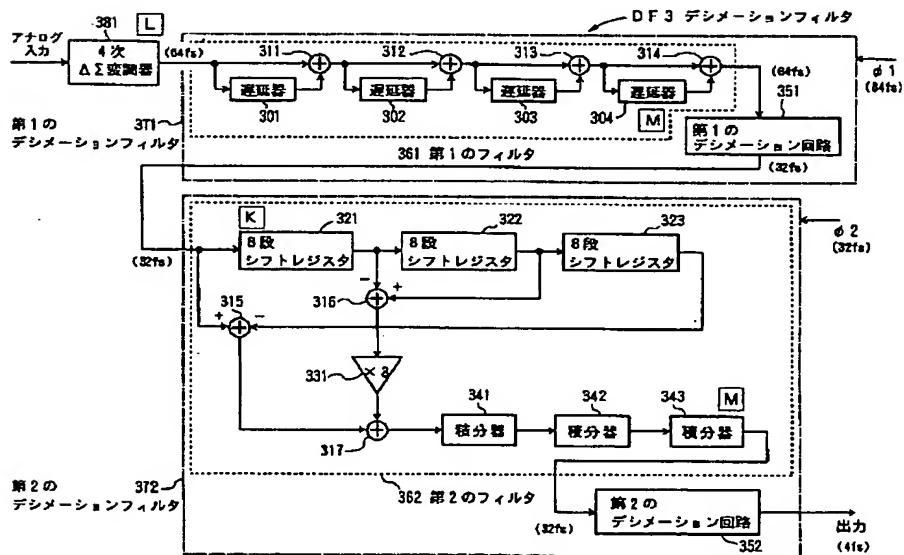 DF3 デシメーションフィルタ
381
L
アナログ
入力
4次
ΔΣ変調器
(64fs)
311
312
313
314
(64fs)
φ1
(64fs)
遅延器
遅延器
遅延器
遅延器
301
302
303
304
M
351
第1の
デシメーション回路
(32fs)
第1の
デシメーションフィルタ
371
361 第1のフィルタ
K
321
322
323
φ2
(32fs)
(32fs)
8段
シフトレジスタ
8段
シフトレジスタ
8段
シフトレジスタ
315
+
-
316
-
+
331
317
341
342
343
M
積分器
積分器
積分器
第2の
デシメーションフィルタ
372
362 第2のフィルタ
(32fs)
第2の
デシメーション回路
352
出力
(4fs)